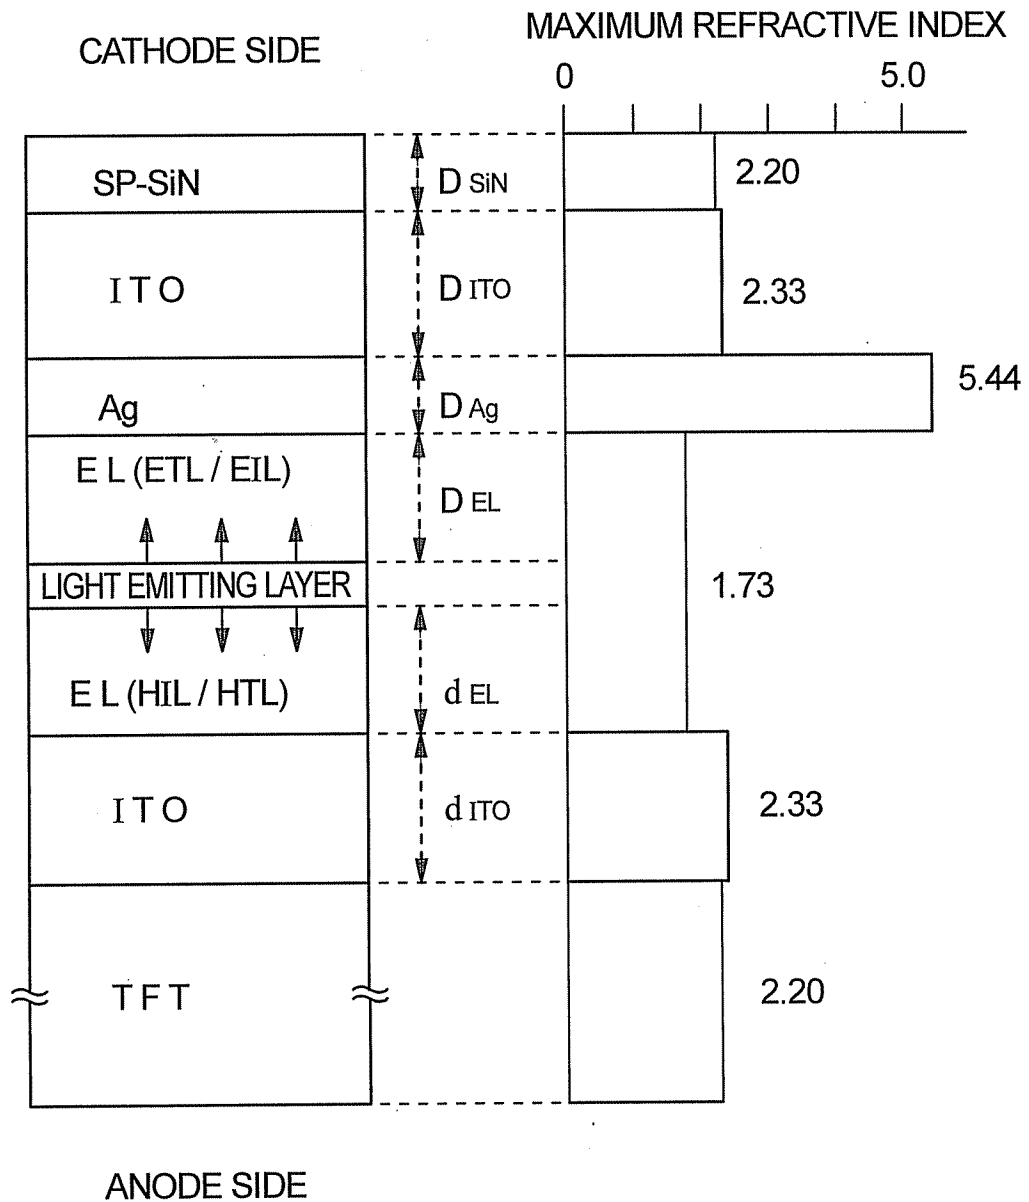 MAXIMUM REFRACTIVE INDEX
CATHODE SIDE
0 5.0
SP-SiN D SiN 2.20
ITO D ITO 2.33
Ag D Ag 5.44
EL (ETL / EIL) D EL
LIGHT EMITTING LAYER 1.73
EL (HIL / HTL) d EL
ITO d ITO 2.33
TFT 2.20
ANODE SIDE